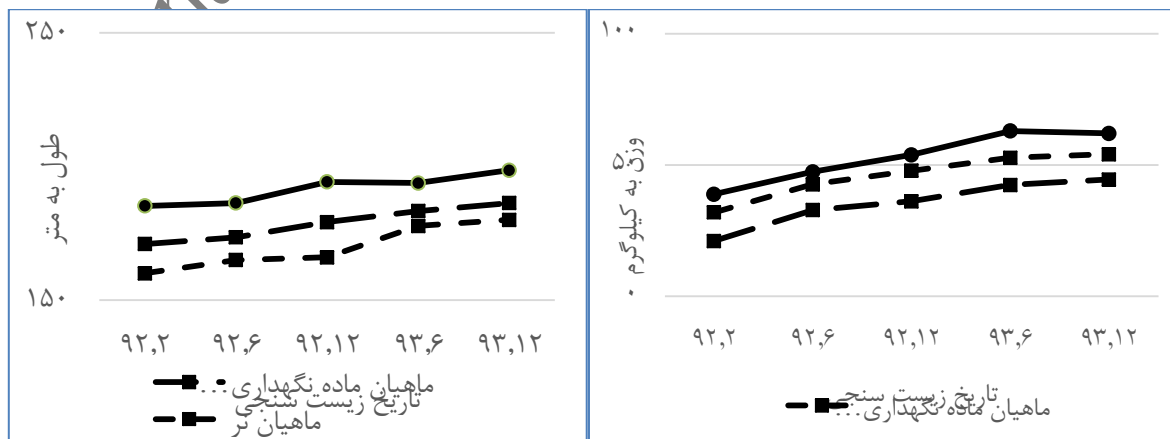 ۲۵۰
طول به متر
۱۵۰
۹۲,۲ ۹۲,۶ ۹۲,۱۲ ۹۳,۶ ۹۳,۱۲
ماهیان ماده نگهداری...
تاریخ زیست سنجی
ماهیان نر
۱۰۰
وزن به کیلوگرم
۵۰
۰
۹۲,۲ ۹۲,۶ ۹۲,۱۲ ۹۳,۶ ۹۳,۱۲
تاریخ زیست سنجی
ماهیان ماده نگهداری...